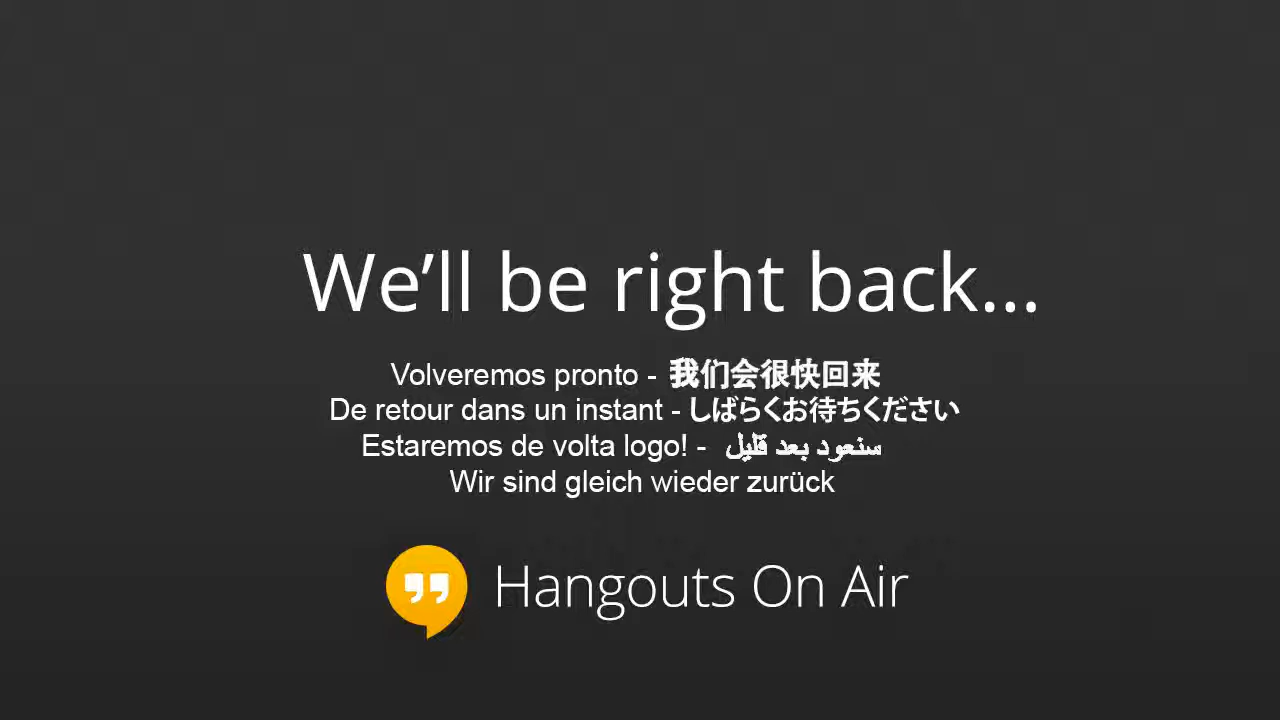 We’ll be right back...
Volveremos pronto - 我们会很快回来
De retour dans un instant - しばらくお待ちください
Estaremos de volta logo! - سنعود بعد قليل
Wir sind gleich wieder zurück
Hangouts On Air